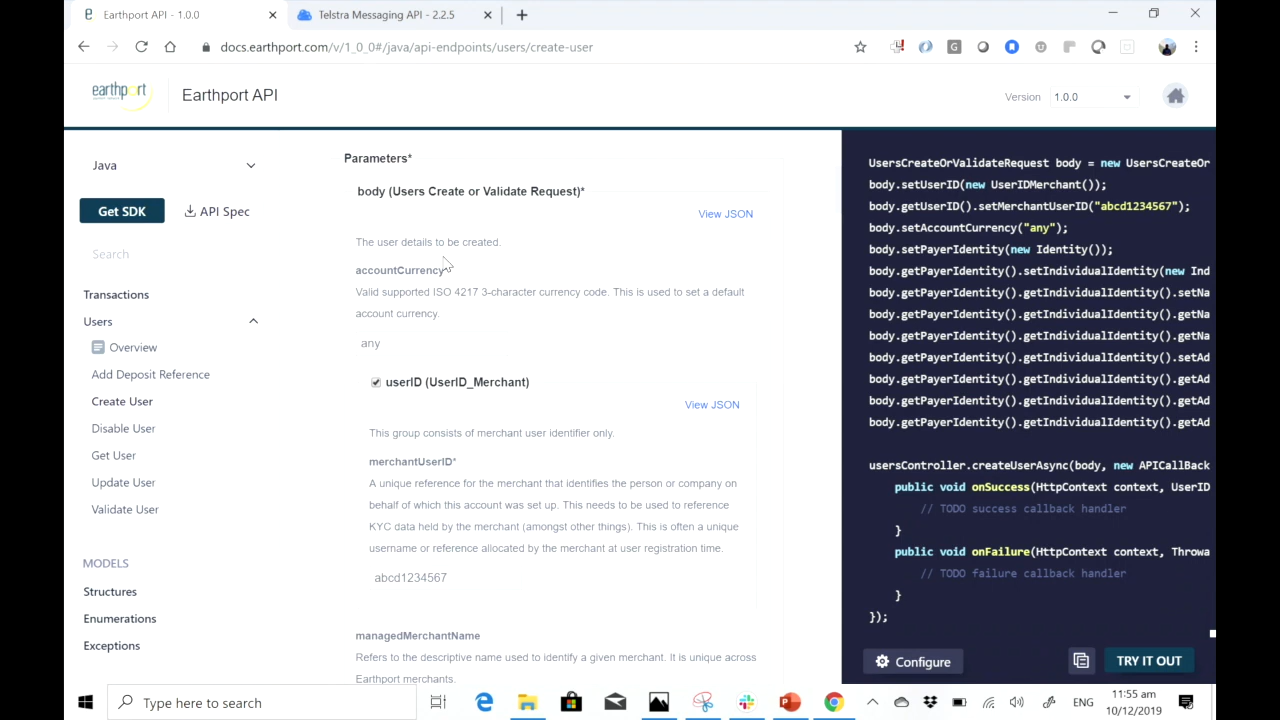 Earthport API - 1.0.0
Telstra Messaging API - 2.2.5
docs.earthport.com/v/1_0_0#/java/api-endpoints/users/create-user
earthport
Earthport API
Version 1.0.0
Java
Get SDK
API Spec
Search
Transactions
Users
Overview
Add Deposit Reference
Create User
Disable User
Get User
Update User
Validate User
MODELS
Structures
Enumerations
Exceptions
Parameters*
body (Users Create or Validate Request)*
View JSON
The user details to be created.
accountCurrency
Valid supported ISO 4217 3-character currency code. This is used to set a default
account currency.
any
userID (UserID_Merchant)
View JSON
This group consists of merchant user identifier only.
merchantUserID*
A unique reference for the merchant that identifies the person or company on
behalf of which this account was set up. This needs to be used to reference
KYC data held by the merchant (amongst other things). This is often a unique
username or reference allocated by the merchant at user registration time.
abcd1234567
managedMerchantName
Refers to the descriptive name used to identify a given merchant. It is unique across
Earthport merchants.
UsersCreateOrValidateRequest body = new UsersCreateOr
body.setUserID(new UserIDMerchant());
body.getUserID().setMerchantUserID("abcd1234567");
body.setAccountCurrency("any");
body.setPayerIdentity(new Identity());
body.getPayerIdentity().setIndividualIdentity(new Ind
body.getPayerIdentity().getIndividualIdentity().setNa
body.getPayerIdentity().getIndividualIdentity().getNa
body.getPayerIdentity().getIndividualIdentity().getNa
body.getPayerIdentity().getIndividualIdentity().setAd
body.getPayerIdentity().getIndividualIdentity().getAd
body.getPayerIdentity().getIndividualIdentity().getAd
body.getPayerIdentity().getIndividualIdentity().getAd
usersController.createUserAsync(body, new APICallBack
public void onSuccess(HttpContext context, UserID
// TODO success callback handler
}
public void onFailure(HttpContext context, Throwa
// TODO failure callback handler
}
});
Configure
TRY IT OUT
Type here to search
ENG
11:55 am
10/12/2019